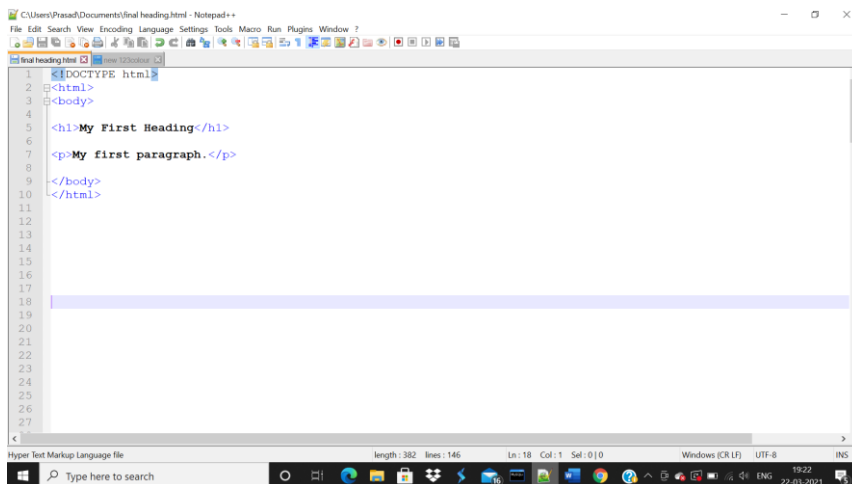 C:\Users\Prasad\Documents\final heading.html - Notepad++
File Edit Search View Encoding Language Settings Tools Macro Run Plugins Window ?
final heading.html new 123colour
1 <!DOCTYPE html>
2 <html>
3 <body>
4
5 <h1>My First Heading</h1>
6
7 <p>My first paragraph.</p>
8
9 </body>
10 </html>
11
12
13
14
15
16
17
18
19
20
21
22
23
24
25
26
27
Hyper Text Markup Language file length : 382 lines : 146 Ln : 18 Col : 1 Sel : 0 | 0 Windows (CR LF) UTF-8 INS
Type here to search 16 ENG 19:22
22-03-2021 5